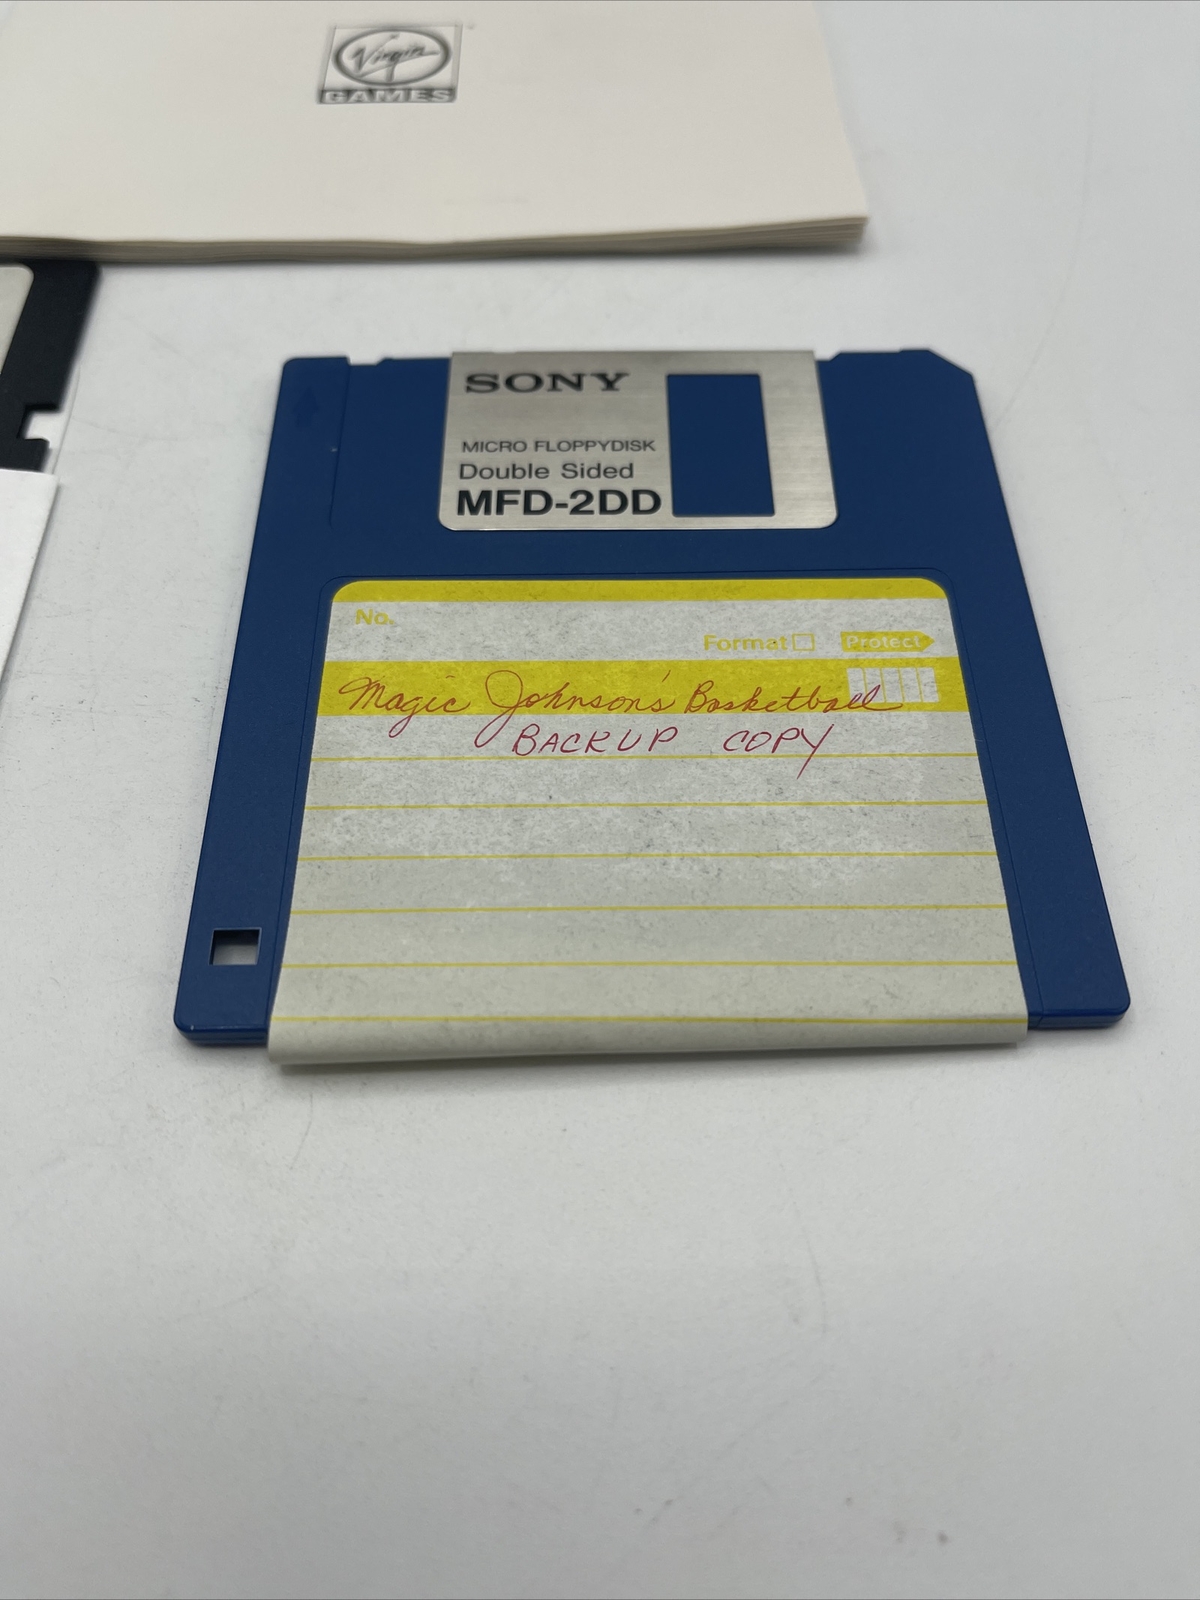 Virgin
GAMES
SONY
MICRO FLOPPYDISK
Double Sided
MFD-2DD
No.
Format
Protect
Magic Johnson's Basketball
BACKUP COPY